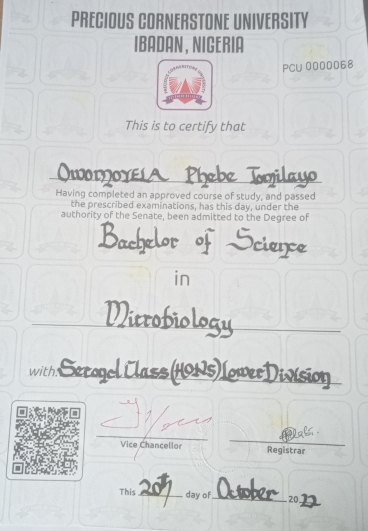 PRECIOUS CORNERSTONE UNIVERSITY
IBADAN, NIGERIA
PCU 0000068
This is to certify that
OwomoyELA Phebe Tomilayo
Having completed an approved course of study, and passed
the prescribed examinations, has this day, under the
authority of the Senate, been admitted to the Degree of
Bachelor of Science
in
Microbiology
with: Second Class (HONS) Lower Division
Vice Chancellor
Registrar
This 20th day of October 2022